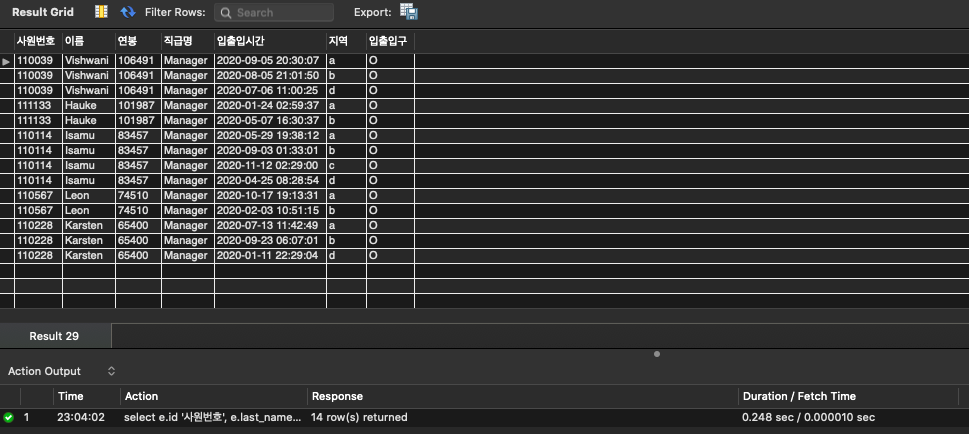 Result Grid Filter Rows: Search Export:
사원번호 이름 연봉 직급명 입출입시간 지역 입출입구
110039 Vishwani 106491 Manager 2020-09-05 20:30:07 a O
110039 Vishwani 106491 Manager 2020-08-05 21:01:50 b O
110039 Vishwani 106491 Manager 2020-07-06 11:00:25 d O
111133 Hauke 101987 Manager 2020-01-24 02:59:37 a O
111133 Hauke 101987 Manager 2020-05-07 16:30:37 b O
110114 Isamu 83457 Manager 2020-05-29 19:38:12 a O
110114 Isamu 83457 Manager 2020-09-03 01:33:01 b O
110114 Isamu 83457 Manager 2020-11-12 02:29:00 c O
110114 Isamu 83457 Manager 2020-04-25 08:28:54 d O
110567 Leon 74510 Manager 2020-10-17 19:13:31 a O
110567 Leon 74510 Manager 2020-02-03 10:51:15 b O
110228 Karsten 65400 Manager 2020-07-13 11:42:49 a O
110228 Karsten 65400 Manager 2020-09-23 06:07:01 b O
110228 Karsten 65400 Manager 2020-01-11 22:29:04 d O
Result 29
Action Output
Time Action Response Duration / Fetch Time
1 23:04:02 select e.id '사원번호', e.last_name... 14 row(s) returned 0.248 sec / 0.000010 sec